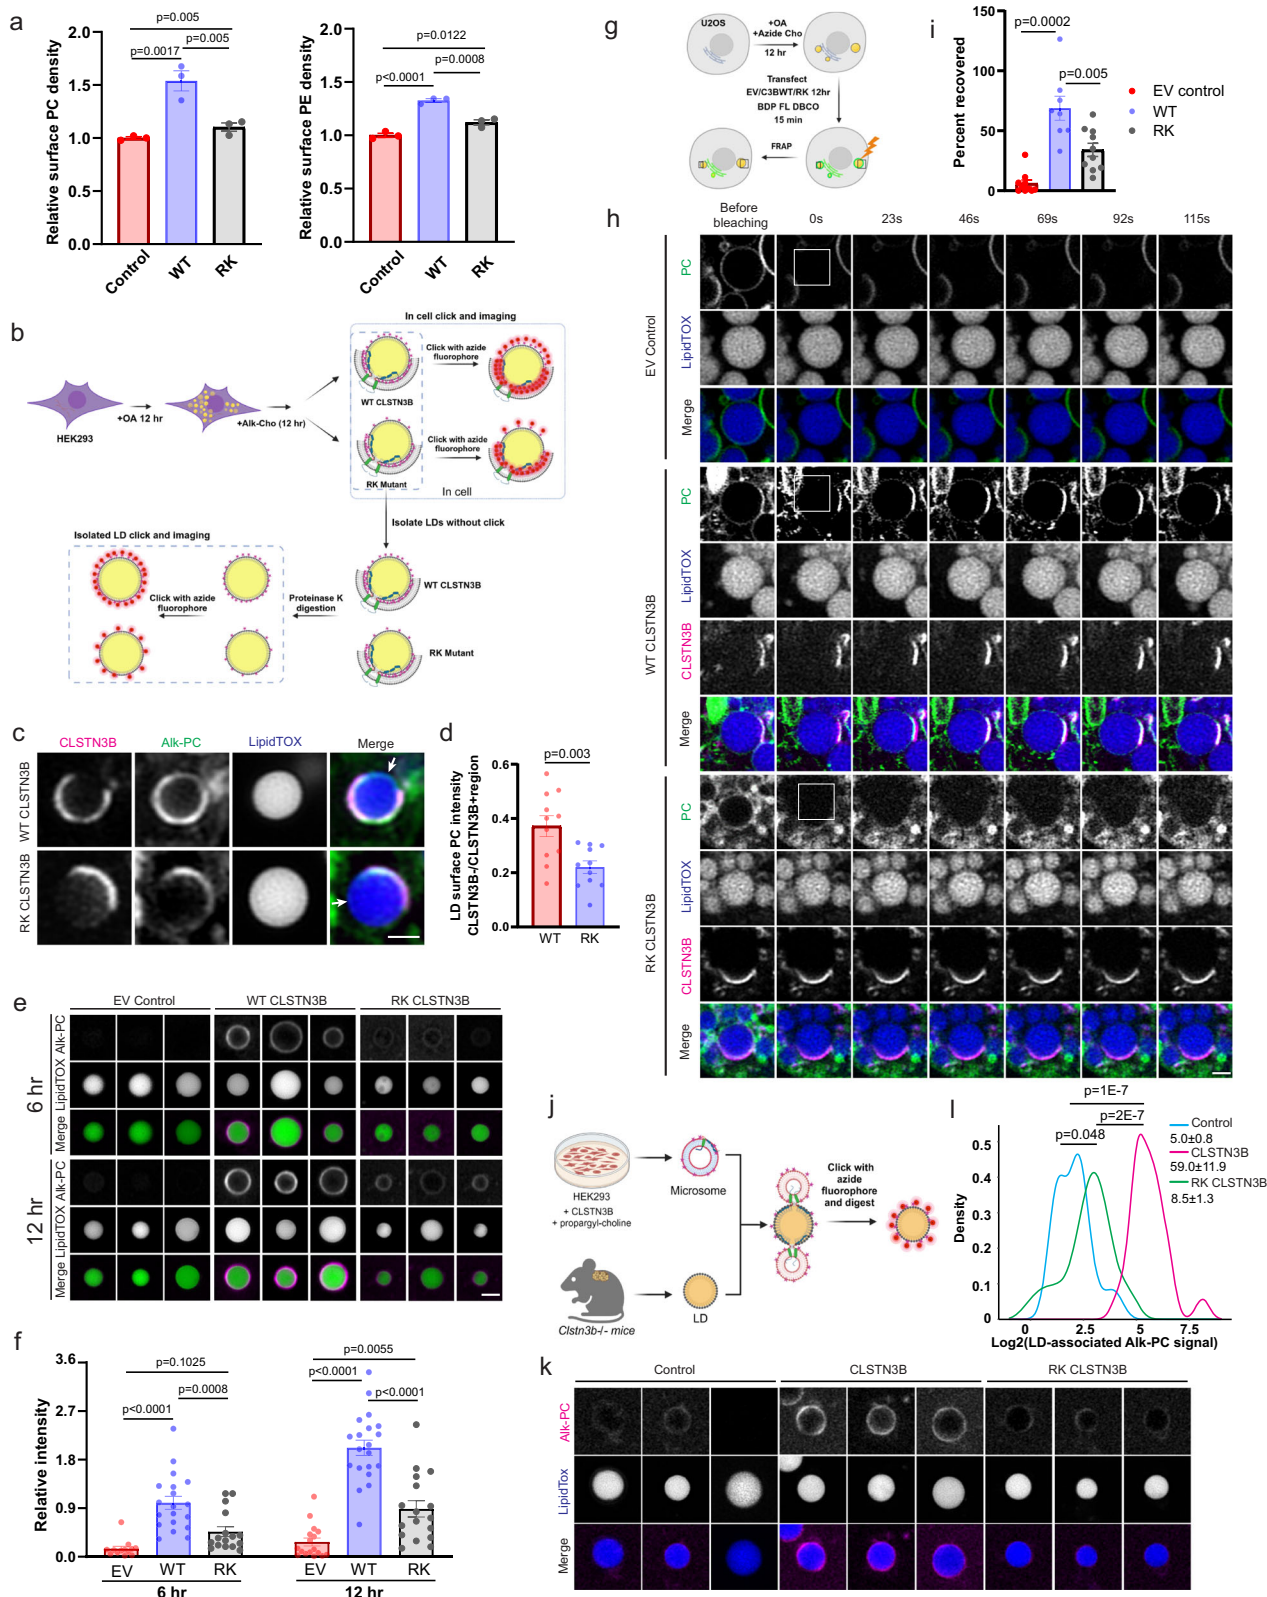 a
Relative surface PC density
2.0
1.5
1.0
0.5
0.0
p=0.005
p=0.005
p=0.0017
Control
WT
RK
Relative surface PE density
2.0
1.5
1.0
0.5
0.0
p=0.0122
p=0.0008
p<0.0001
Control
WT
RK
g
U2OS
+OA
+Azide Cho
12 hr
Transfect
EV/C3BWT/RK 12hr
BDP FL DBCO
15 min
FRAP
i
Percent recovered
150
100
50
0
p=0.0002
p=0.005
EV control
WT
RK
b
HEK293
+OA 12 hr
+Alk-Cho (12 hr)
In cell click and imaging
WT CLSTN3B
Click with azide
fluorophore
RK Mutant
Click with azide
fluorophore
In cell
Isolate LDs without click
Isolated LD click and imaging
Click with azide
fluorophore
Proteinase K
digestion
WT CLSTN3B
RK Mutant
c
CLSTN3B
Alk-PC
LipidTOX
Merge
WT CLSTN3B
RK CLSTN3B
d
LD surface PC intensity
CLSTN3B-/CLSTN3B+region
0.6
0.4
0.2
0.0
p=0.003
WT
RK
h
Before
bleaching
0s
23s
46s
69s
92s
115s
EV Control
PC
LipidTOX
Merge
WT CLSTN3B
PC
LipidTOX
CLSTN3B
Merge
RK CLSTN3B
PC
LipidTOX
CLSTN3B
Merge
e
EV Control
WT CLSTN3B
RK CLSTN3B
6 hr
Alk-PC
LipidTOX
Merge
12 hr
Alk-PC
LipidTOX
Merge
f
Relative intensity
3.6
2.7
1.8
0.9
0.0
p=0.1025
p=0.0008
p<0.0001
p=0.0055
p<0.0001
p<0.0001
EV
WT
RK
EV
WT
RK
6 hr
12 hr
j
HEK293
+ CLSTN3B
+ propargyl-choline
Microsome
Clstn3b-/- mice
LD
Click with
azide
fluorophore
and digest
l
Density
0.5
0.4
0.3
0.2
0.1
0
0
2.5
5
7.5
Log2(LD-associated Alk-PC signal)
p=1E-7
p=2E-7
p=0.048
Control
5.0±0.8
CLSTN3B
59.0±11.9
RK CLSTN3B
8.5±1.3
k
Control
CLSTN3B
RK CLSTN3B
Alk-PC
LipidTox
Merge